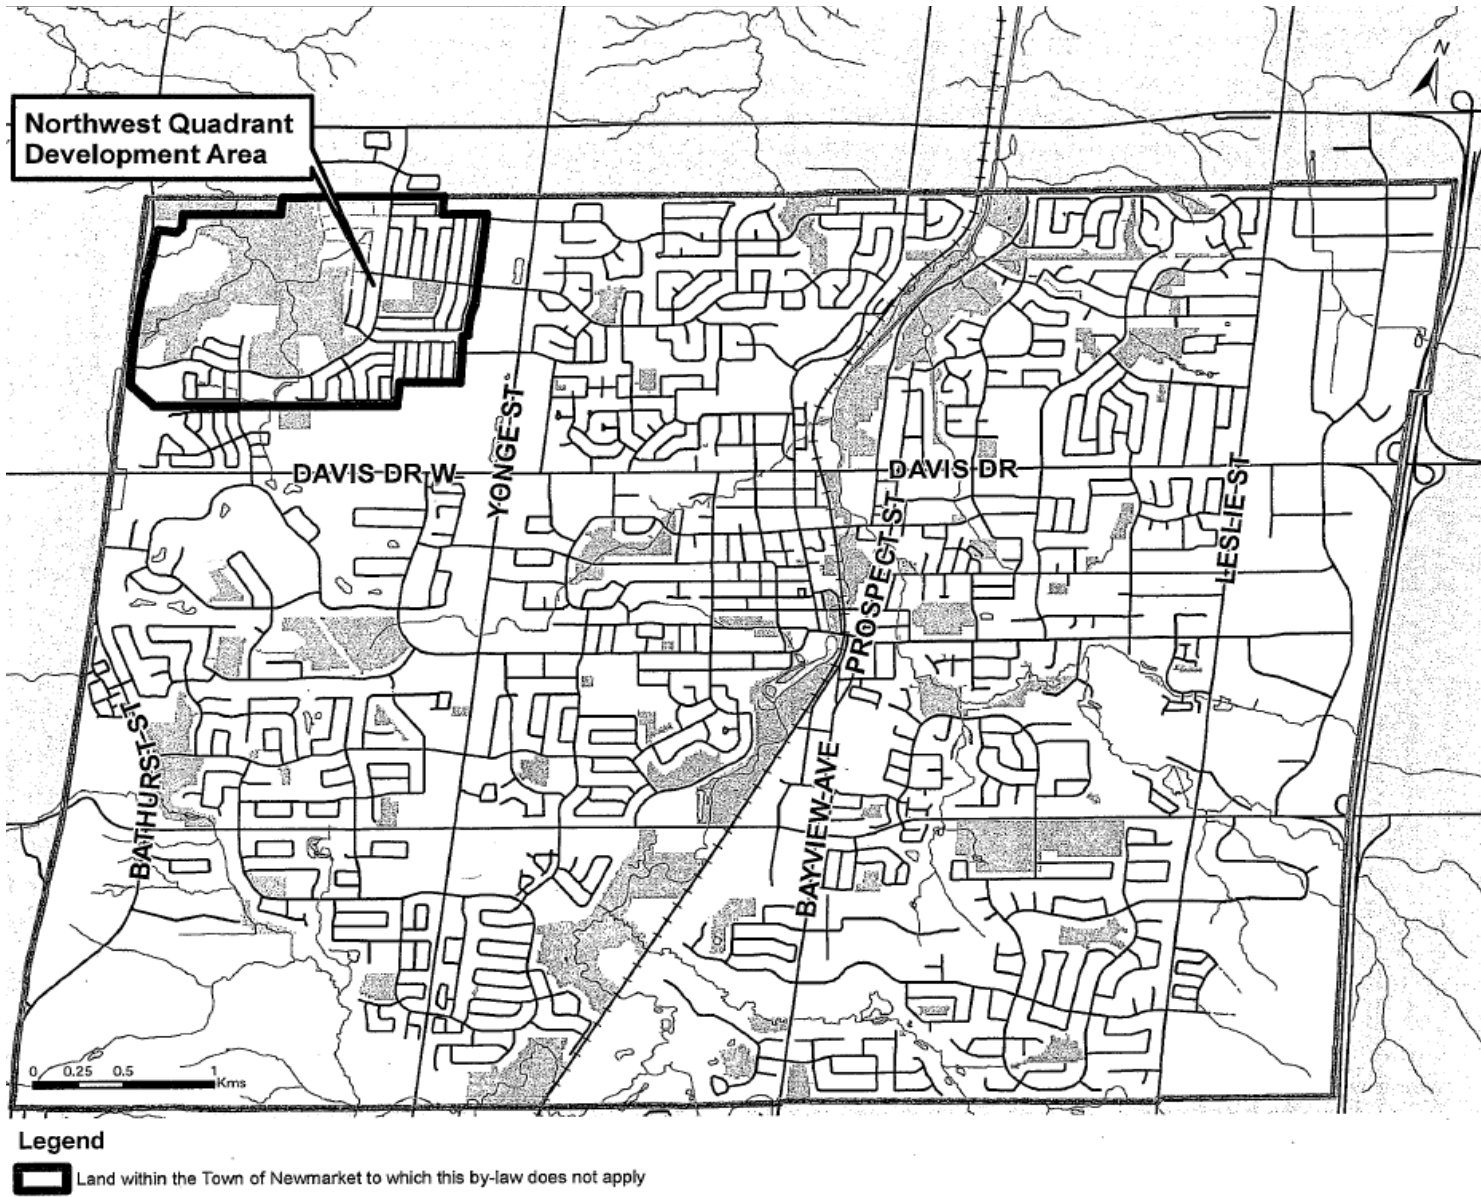 N
Northwest Quadrant
Development Area
DAVIS DR W
YONGE ST
DAVIS DR
PROSPECT ST
LESLIE ST
BATHURST ST
BAYVIEW AVE
0 0.25 0.5 1
Kms
Legend
Land within the Town of Newmarket to which this by-law does not apply